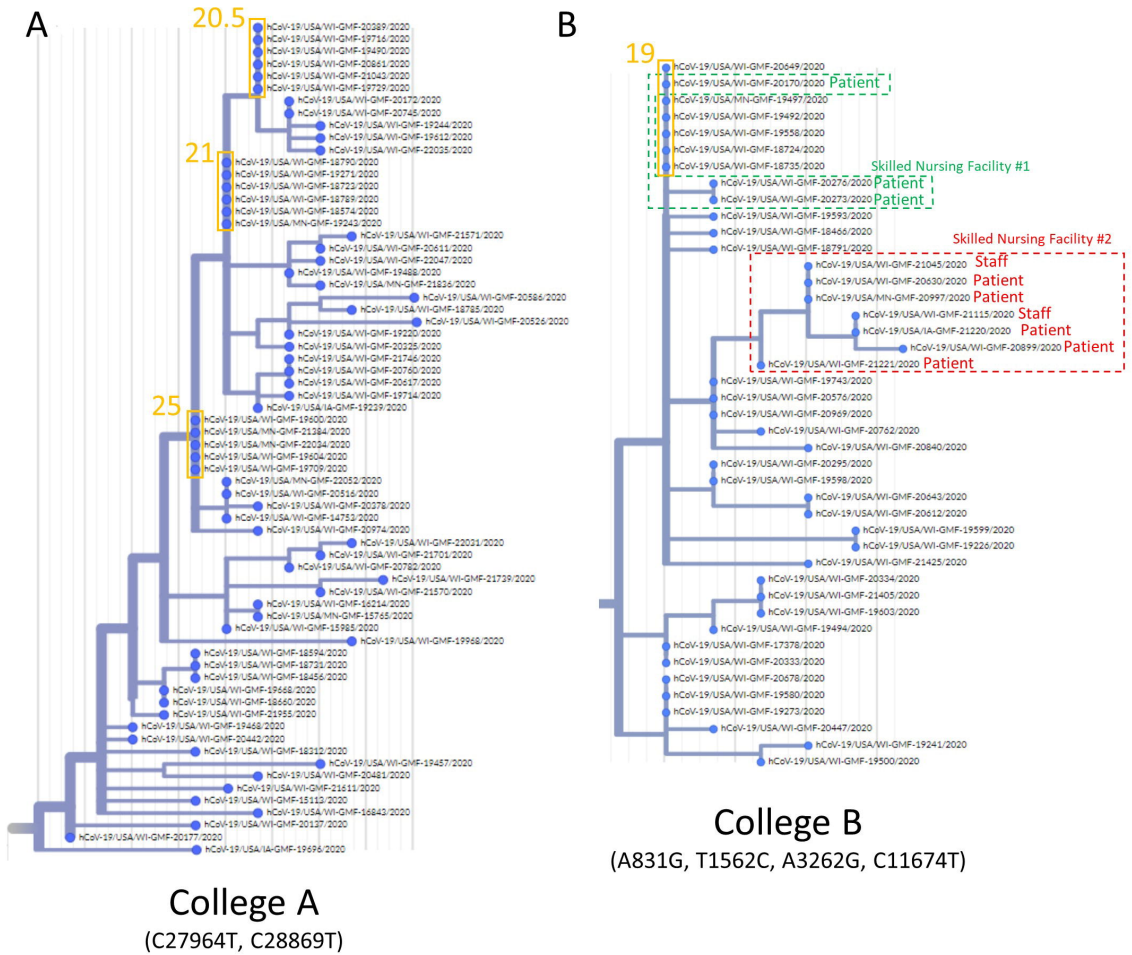 A
20.5
hCoV-19/USA/WI-GMF-20389/2020
hCoV-19/USA/WI-GMF-19716/2020
hCoV-19/USA/WI-GMF-19490/2020
hCoV-19/USA/WI-GMF-20861/2020
hCoV-19/USA/WI-GMF-21043/2020
hCoV-19/USA/WI-GMF-19729/2020
hCoV-19/USA/WI-GMF-20172/2020
hCoV-19/USA/WI-GMF-20745/2020
hCoV-19/USA/WI-GMF-19244/2020
hCoV-19/USA/WI-GMF-19612/2020
hCoV-19/USA/WI-GMF-22035/2020
21
hCoV-19/USA/WI-GMF-18790/2020
hCoV-19/USA/WI-GMF-19271/2020
hCoV-19/USA/WI-GMF-18723/2020
hCoV-19/USA/WI-GMF-18789/2020
hCoV-19/USA/WI-GMF-18574/2020
hCoV-19/USA/MN-GMF-19243/2020
hCoV-19/USA/WI-GMF-21571/2020
hCoV-19/USA/WI-GMF-20611/2020
hCoV-19/USA/WI-GMF-22047/2020
hCoV-19/USA/WI-GMF-19488/2020
hCoV-19/USA/MN-GMF-21836/2020
hCoV-19/USA/WI-GMF-20586/2020
hCoV-19/USA/WI-GMF-18785/2020
hCoV-19/USA/WI-GMF-20526/2020
hCoV-19/USA/WI-GMF-19220/2020
hCoV-19/USA/WI-GMF-20325/2020
hCoV-19/USA/WI-GMF-21746/2020
hCoV-19/USA/WI-GMF-20760/2020
hCoV-19/USA/WI-GMF-20617/2020
hCoV-19/USA/WI-GMF-19714/2020
hCoV-19/USA/IA-GMF-19239/2020
25
hCoV-19/USA/WI-GMF-19600/2020
hCoV-19/USA/MN-GMF-21384/2020
hCoV-19/USA/MN-GMF-22034/2020
hCoV-19/USA/WI-GMF-19604/2020
hCoV-19/USA/WI-GMF-19709/2020
hCoV-19/USA/MN-GMF-22052/2020
hCoV-19/USA/WI-GMF-20516/2020
hCoV-19/USA/WI-GMF-20378/2020
hCoV-19/USA/WI-GMF-14753/2020
hCoV-19/USA/WI-GMF-20974/2020
hCoV-19/USA/WI-GMF-22031/2020
hCoV-19/USA/WI-GMF-21701/2020
hCoV-19/USA/WI-GMF-20782/2020
hCoV-19/USA/WI-GMF-21739/2020
hCoV-19/USA/WI-GMF-21570/2020
hCoV-19/USA/WI-GMF-16214/2020
hCoV-19/USA/MN-GMF-15765/2020
hCoV-19/USA/WI-GMF-15985/2020
hCoV-19/USA/WI-GMF-19968/2020
hCoV-19/USA/WI-GMF-18594/2020
hCoV-19/USA/WI-GMF-18731/2020
hCoV-19/USA/WI-GMF-18456/2020
hCoV-19/USA/WI-GMF-19668/2020
hCoV-19/USA/WI-GMF-18660/2020
hCoV-19/USA/WI-GMF-21955/2020
hCoV-19/USA/WI-GMF-19468/2020
hCoV-19/USA/WI-GMF-20442/2020
hCoV-19/USA/WI-GMF-18312/2020
hCoV-19/USA/WI-GMF-19457/2020
hCoV-19/USA/WI-GMF-20481/2020
hCoV-19/USA/WI-GMF-21611/2020
hCoV-19/USA/WI-GMF-15113/2020
hCoV-19/USA/WI-GMF-16843/2020
hCoV-19/USA/WI-GMF-20137/2020
hCoV-19/USA/WI-GMF-20177/2020
hCoV-19/USA/IA-GMF-19696/2020
College A
(C27964T, C28869T)
B
19
hCoV-19/USA/WI-GMF-20649/2020
hCoV-19/USA/WI-GMF-20170/2020 Patient
hCoV-19/USA/MN-GMF-19497/2020
hCoV-19/USA/WI-GMF-19492/2020
hCoV-19/USA/WI-GMF-19558/2020
hCoV-19/USA/WI-GMF-18724/2020
hCoV-19/USA/WI-GMF-18735/2020
Skilled Nursing Facility #1
hCoV-19/USA/WI-GMF-20276/2020 Patient
hCoV-19/USA/WI-GMF-20273/2020 Patient
hCoV-19/USA/WI-GMF-19593/2020
hCoV-19/USA/WI-GMF-18466/2020
hCoV-19/USA/WI-GMF-18791/2020
Skilled Nursing Facility #2
hCoV-19/USA/WI-GMF-21045/2020 Staff
hCoV-19/USA/WI-GMF-20630/2020 Patient
hCoV-19/USA/MN-GMF-20997/2020 Patient
hCoV-19/USA/WI-GMF-21115/2020 Staff
hCoV-19/USA/IA-GMF-21220/2020 Patient
hCoV-19/USA/WI-GMF-20899/2020 Patient
hCoV-19/USA/WI-GMF-21221/2020 Patient
hCoV-19/USA/WI-GMF-19743/2020
hCoV-19/USA/WI-GMF-20576/2020
hCoV-19/USA/WI-GMF-20969/2020
hCoV-19/USA/WI-GMF-20762/2020
hCoV-19/USA/WI-GMF-20840/2020
hCoV-19/USA/WI-GMF-20295/2020
hCoV-19/USA/WI-GMF-19598/2020
hCoV-19/USA/WI-GMF-20643/2020
hCoV-19/USA/WI-GMF-20612/2020
hCoV-19/USA/WI-GMF-19599/2020
hCoV-19/USA/WI-GMF-19226/2020
hCoV-19/USA/WI-GMF-21425/2020
hCoV-19/USA/WI-GMF-20334/2020
hCoV-19/USA/WI-GMF-21405/2020
hCoV-19/USA/WI-GMF-19603/2020
hCoV-19/USA/WI-GMF-19494/2020
hCoV-19/USA/WI-GMF-17378/2020
hCoV-19/USA/WI-GMF-20333/2020
hCoV-19/USA/WI-GMF-20678/2020
hCoV-19/USA/WI-GMF-19580/2020
hCoV-19/USA/WI-GMF-19273/2020
hCoV-19/USA/WI-GMF-20447/2020
hCoV-19/USA/WI-GMF-19241/2020
hCoV-19/USA/WI-GMF-19500/2020
College B
(A831G, T1562C, A3262G, C11674T)